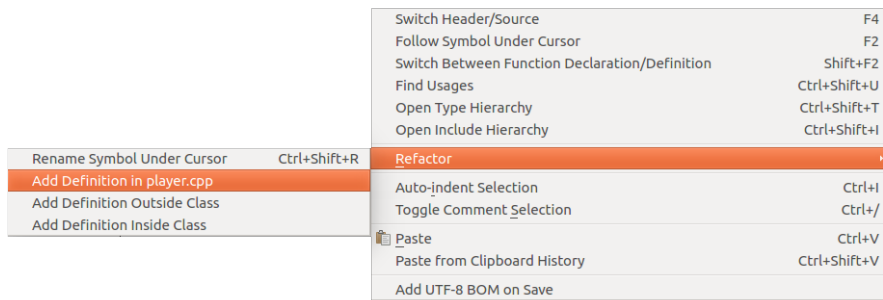 Switch Header/Source F4
Follow Symbol Under Cursor F2
Switch Between Function Declaration/Definition Shift+F2
Find Usages Ctrl+Shift+U
Open Type Hierarchy Ctrl+Shift+T
Open Include Hierarchy Ctrl+Shift+I
Refactor
Rename Symbol Under Cursor Ctrl+Shift+R
Add Definition in player.cpp
Add Definition Outside Class
Add Definition Inside Class
Auto-indent Selection Ctrl+I
Toggle Comment Selection Ctrl+/
Paste Ctrl+V
Paste from Clipboard History Ctrl+Shift+V
Add UTF-8 BOM on Save